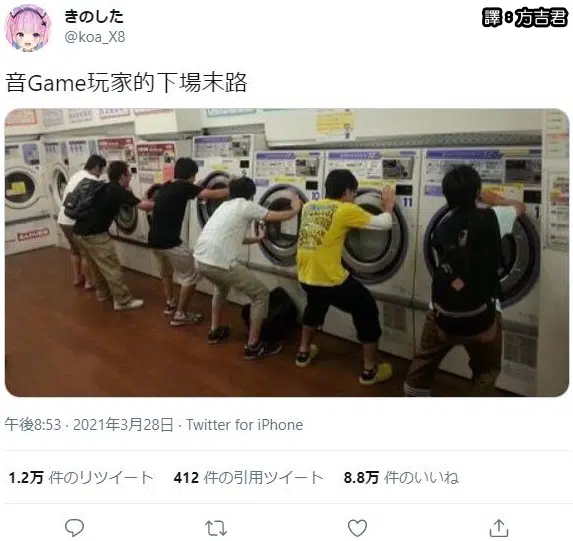 きのした
譯8方吉君
@koa_X8
音Game玩家的下場末路
10
11
午後8:53 · 2021年3月28日 · Twitter for iPhone
1.2万 件のリツイート 412 件の引用ツイート 8.8万 件のいいね